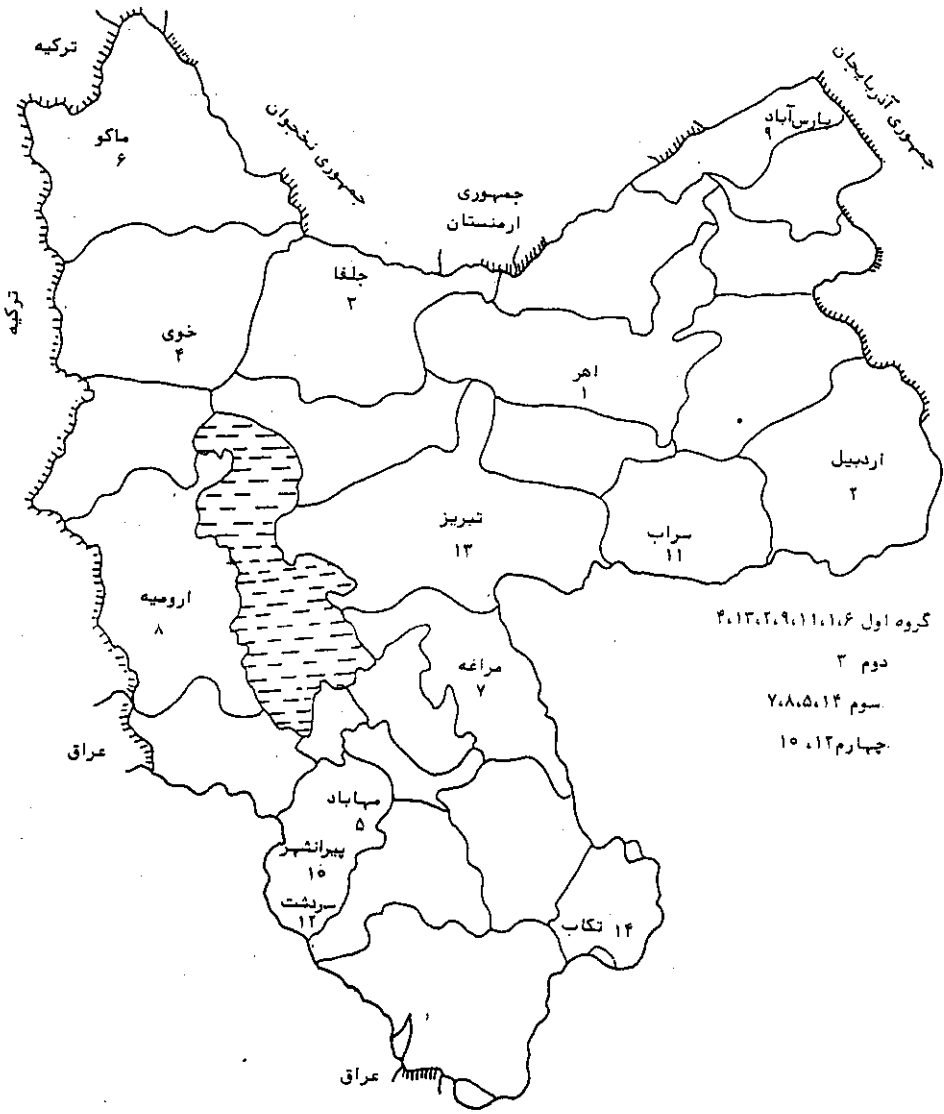 ترکیه
جمهوری آذربایجان
پارس‌آباد
۹
ماکو
۶
جمهوری نخجوان
جمهوری
ارمنستان
جلفا
۳
ترکیه
خوی
۴
اهر
۱
اردبیل
۲
تبریز
۱۳
سراب
۱۱
ارومیه
۸
گروه اول ۶،۱،۱۱،۹،۲،۱۳،۴
دوم ۳
سوم ۱۴،۵،۸،۷
چهارم ۱۲، ۱۰
مراغه
۷
عراق
مهاباد
۵
پیرانشهر
۱۰
سردشت
۱۲
۱۴ تکاب
عراق